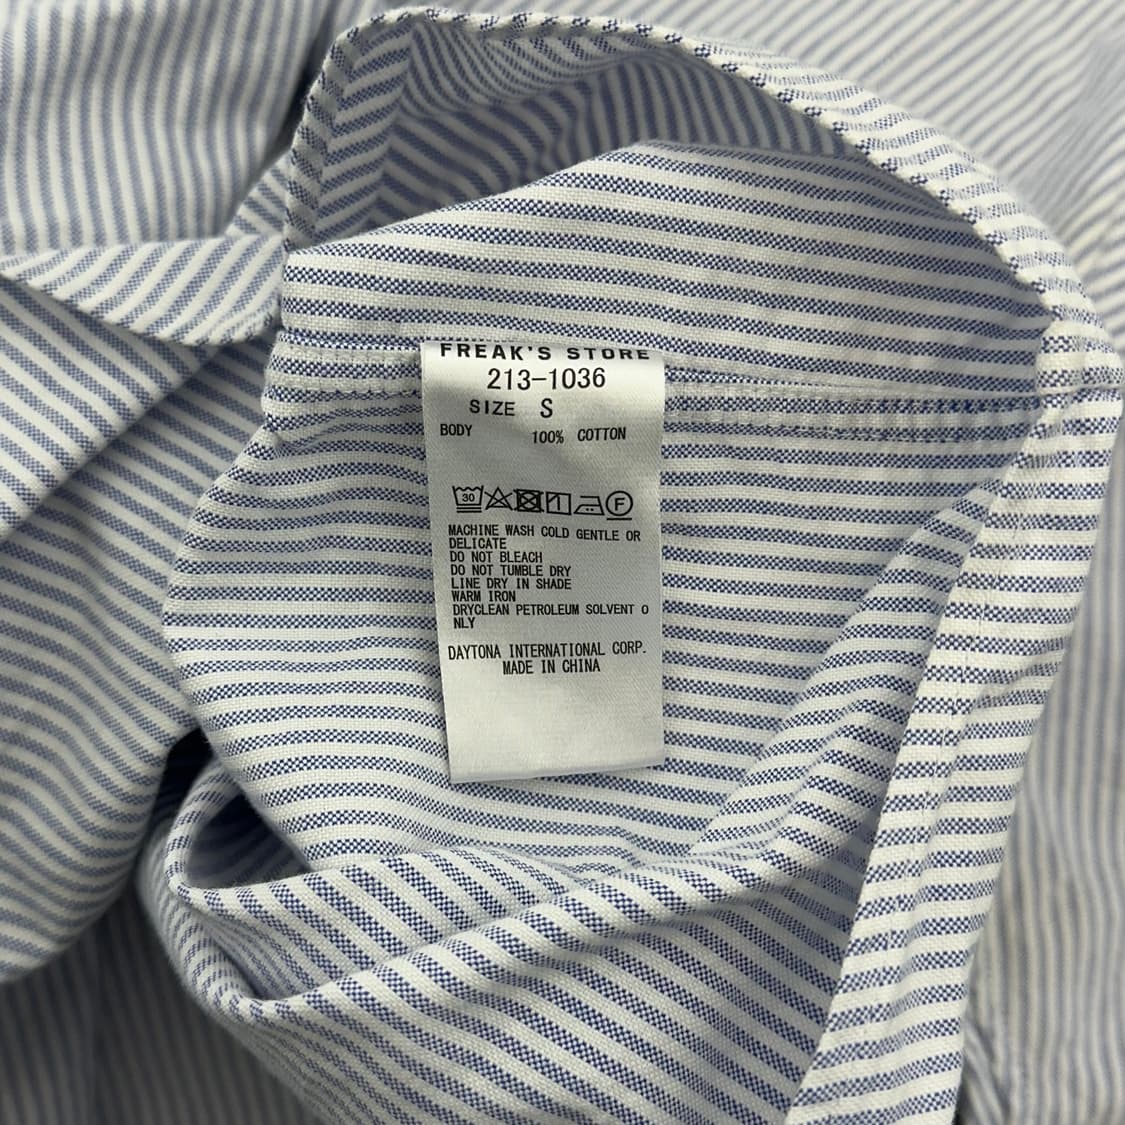 FREAK'S STORE
213-1036
SIZE S
BODY 100% COTTON
30 F
MACHINE WASH COLD GENTLE OR
DELICATE
DO NOT BLEACH
DO NOT TUMBLE DRY
LINE DRY IN SHADE
WARM IRON
DRYCLEAN PETROLEUM SOLVENT O
NLY
DAYTONA INTERNATIONAL CORP.
MADE IN CHINA